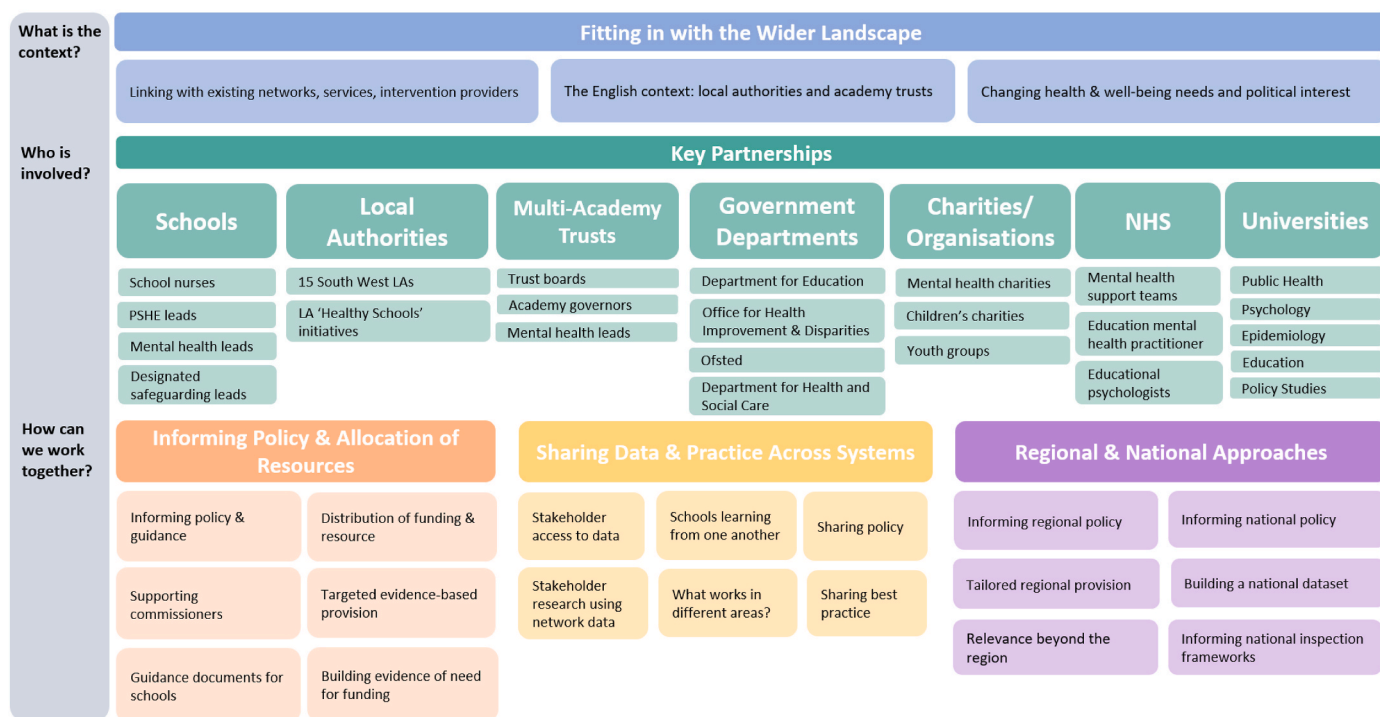 What is the
context?
Fitting in with the Wider Landscape
Linking with existing networks, services, intervention providers
The English context: local authorities and academy trusts
Changing health & well-being needs and political interest
Who is
involved?
Key Partnerships
Schools
School nurses
PSHE leads
Mental health leads
Designated
safeguarding leads
Local
Authorities
15 South West LAs
LA ‘Healthy Schools’
initiatives
Multi-Academy
Trusts
Trust boards
Academy governors
Mental health leads
Government
Departments
Department for Education
Office for Health
Improvement & Disparities
Ofsted
Department for Health and
Social Care
Charities/
Organisations
Mental health charities
Children’s charities
Youth groups
NHS
Mental health
support teams
Education mental
health practitioner
Educational
psychologists
Universities
Public Health
Psychology
Epidemiology
Education
Policy Studies
How can
we work
together?
Informing Policy & Allocation of
Resources
Informing policy &
guidance
Distribution of funding &
resource
Supporting
commissioners
Targeted evidence-based
provision
Guidance documents for
schools
Building evidence of need
for funding
Sharing Data & Practice Across Systems
Stakeholder
access to data
Schools learning
from one another
Sharing policy
Stakeholder
research using
network data
What works in
different areas?
Sharing best
practice
Regional & National Approaches
Informing regional policy
Informing national policy
Tailored regional provision
Building a national dataset
Relevance beyond the
region
Informing national inspection
frameworks